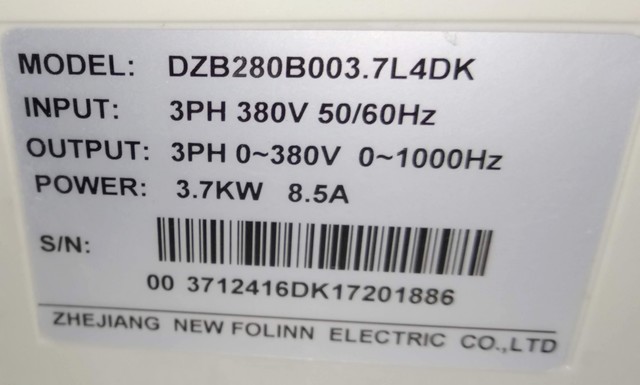 MODEL: DZB280B003.7L4DK
INPUT: 3PH 380V 50/60Hz
OUTPUT: 3PH 0~380V 0~1000Hz
POWER: 3.7KW 8.5A
S/N:
00 3712416DK17201886
ZHEJIANG NEW FOLINN ELECTRIC CO.,LTD